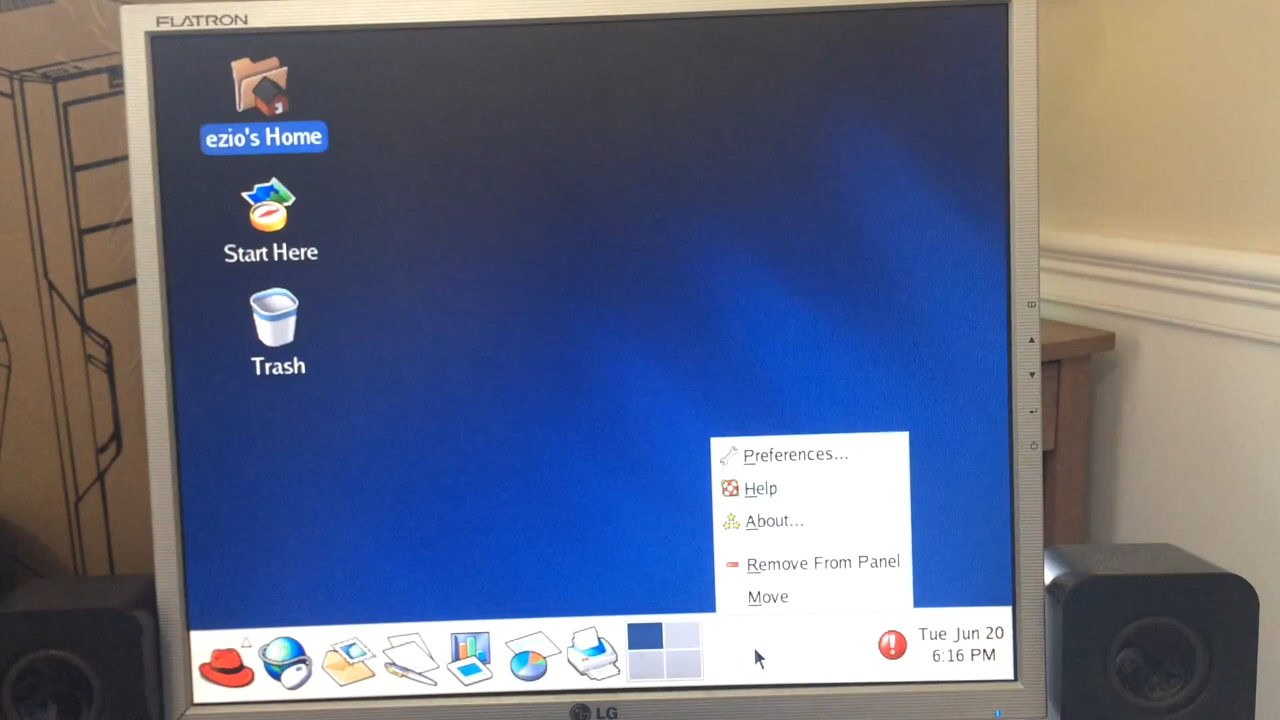 FLATRON
ezio's Home
Start Here
Trash
Preferences...
Help
About...
Remove From Panel
Move
Tue Jun 20
6:16 PM
LG